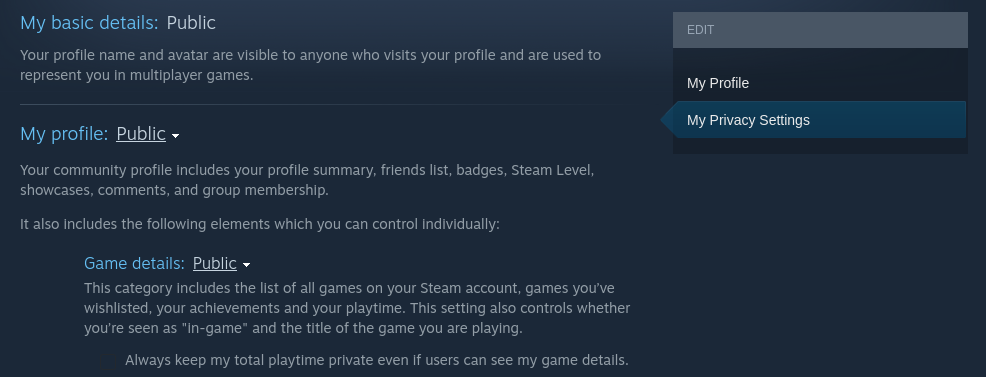 My basic details: Public
Your profile name and avatar are visible to anyone who visits your profile and are used to
represent you in multiplayer games.
My profile: Public
Your community profile includes your profile summary, friends list, badges, Steam Level,
showcases, comments, and group membership.
It also includes the following elements which you can control individually:
Game details: Public
This category includes the list of all games on your Steam account, games you've
wishlisted, your achievements and your playtime. This setting also controls whether
you're seen as "in-game" and the title of the game you are playing.
Always keep my total playtime private even if users can see my game details.
EDIT
My Profile
My Privacy Settings